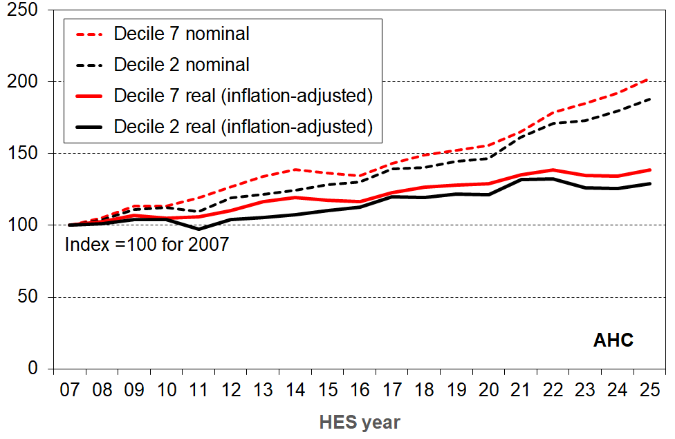 250
200
150
100
50
0
Decile 7 nominal
Decile 2 nominal
Decile 7 real (inflation-adjusted)
Decile 2 real (inflation-adjusted)
Index =100 for 2007
AHC
07 08 09 10 11 12 13 14 15 16 17 18 19 20 21 22 23 24 25
HES year